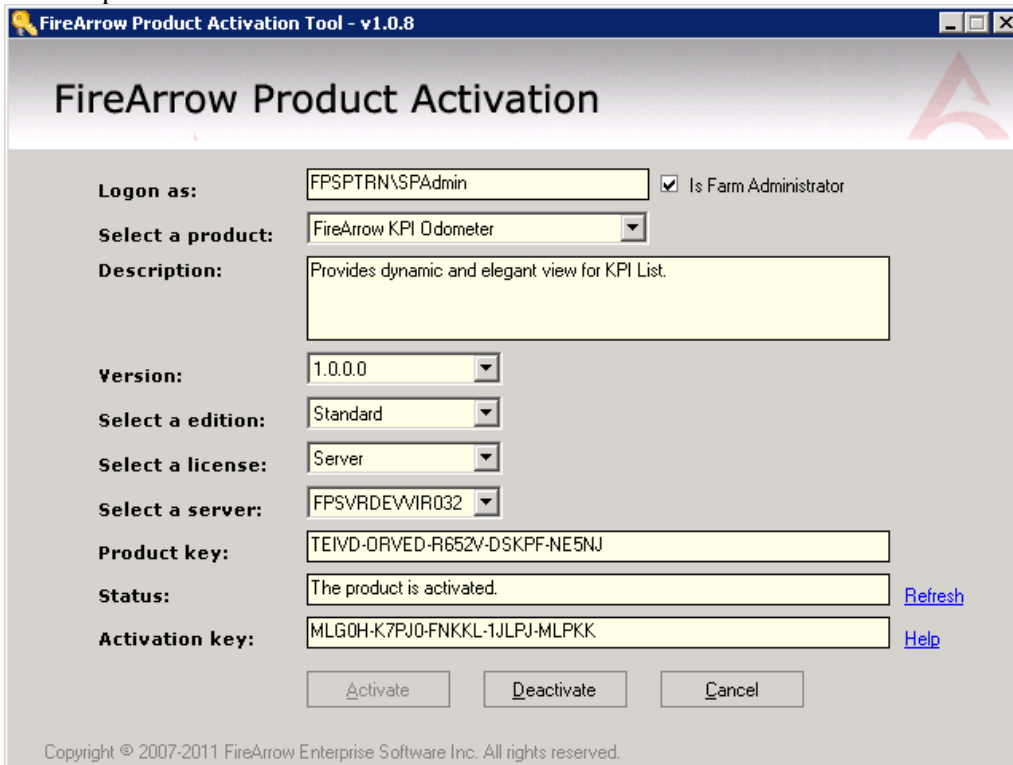 FireArrow Product Activation Tool - v1.0.8
FireArrow Product Activation
Logon as: FPSPTRN\SPAdmin Is Farm Administrator
Select a product: FireArrow KPI Odometer
Description: Provides dynamic and elegant view for KPI List.
Version: 1.0.0.0
Select a edition: Standard
Select a license: Server
Select a server: FPSVRDEVVIR032
Product key: TEIVD-ORVED-R652V-DSKPF-NE5NJ
Status: The product is activated. Refresh
Activation key: MLG0H-K7PJ0-FNKKL-1JLPJ-MLPKK Help
Activate Deactivate Cancel
Copyright © 2007-2011 FireArrow Enterprise Software Inc. All rights reserved.